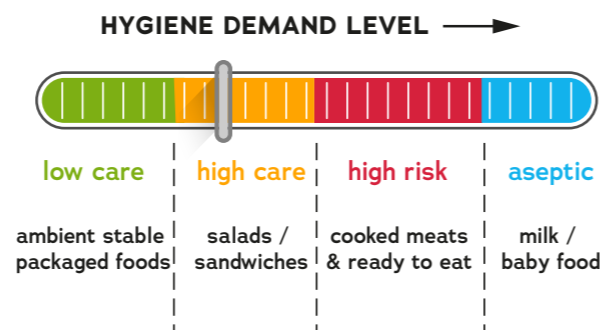 HYGIENE DEMAND LEVEL
low care
high care
high risk
aseptic
ambient stable
packaged foods
salads /
sandwiches
cooked meats
& ready to eat
milk /
baby food